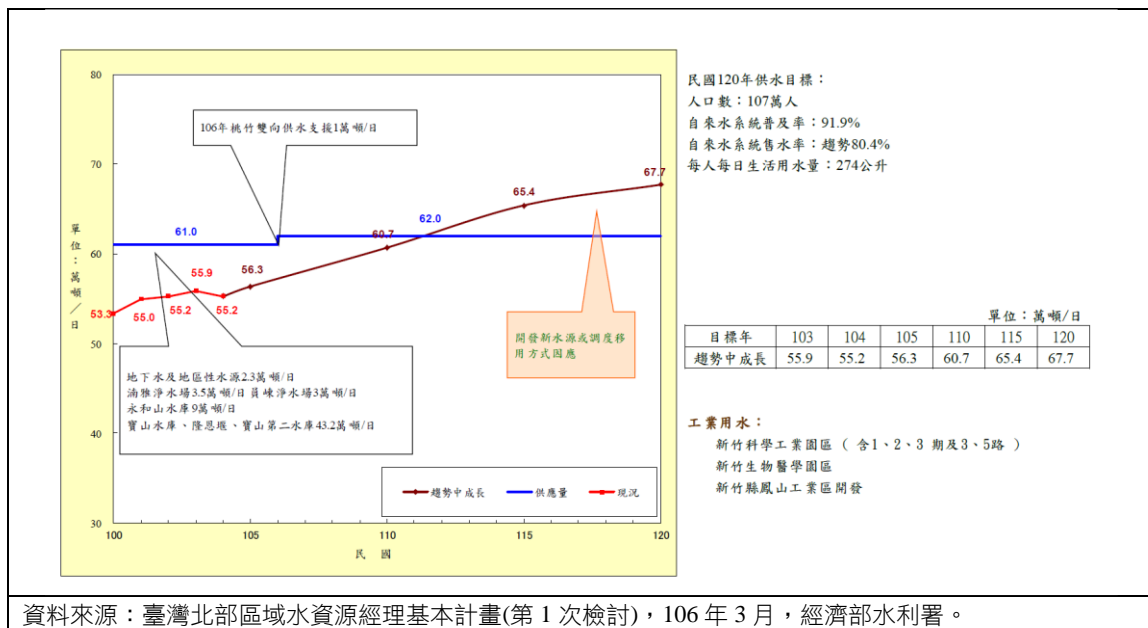 80
70
60
50
40
30
單位：萬噸/日
106年桃竹雙向供水支援1萬噸/日
61.0
62.0
53.3
55.0
55.2
55.9
55.2
56.3
60.7
65.4
67.7
地下水及地區性水源2.3萬噸/日
湳雅淨水場3.5萬噸/日 員崠淨水場3萬噸/日
永和山水庫9萬噸/日
寶山水庫、隆恩堰、寶山第二水庫43.2萬噸/日
開發新水源或調度移
用方式因應
趨勢中成長 供應量 現況
100 105 110 115 120
民 國
民國120年供水目標：
人口數：107萬人
自來水系統普及率：91.9%
自來水系統售水率：趨勢80.4%
每人每日生活用水量：274公升
單位：萬噸/日
目標年 103 104 105 110 115 120
趨勢中成長 55.9 55.2 56.3 60.7 65.4 67.7
工業用水：
新竹科學工業園區（含1、2、3 期及3、5路）
新竹生物醫學園區
新竹縣鳳山工業區開發
資料來源：臺灣北部區域水資源經理基本計畫(第 1 次檢討)，106 年 3 月，經濟部水利署。